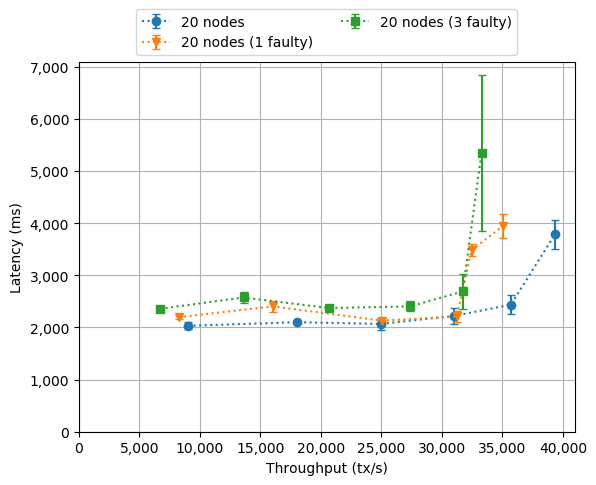 20 nodes
20 nodes (1 faulty)
20 nodes (3 faulty)
7,000
6,000
5,000
4,000
3,000
2,000
1,000
0
Latency (ms)
0 5,000 10,000 15,000 20,000 25,000 30,000 35,000 40,000
Throughput (tx/s)